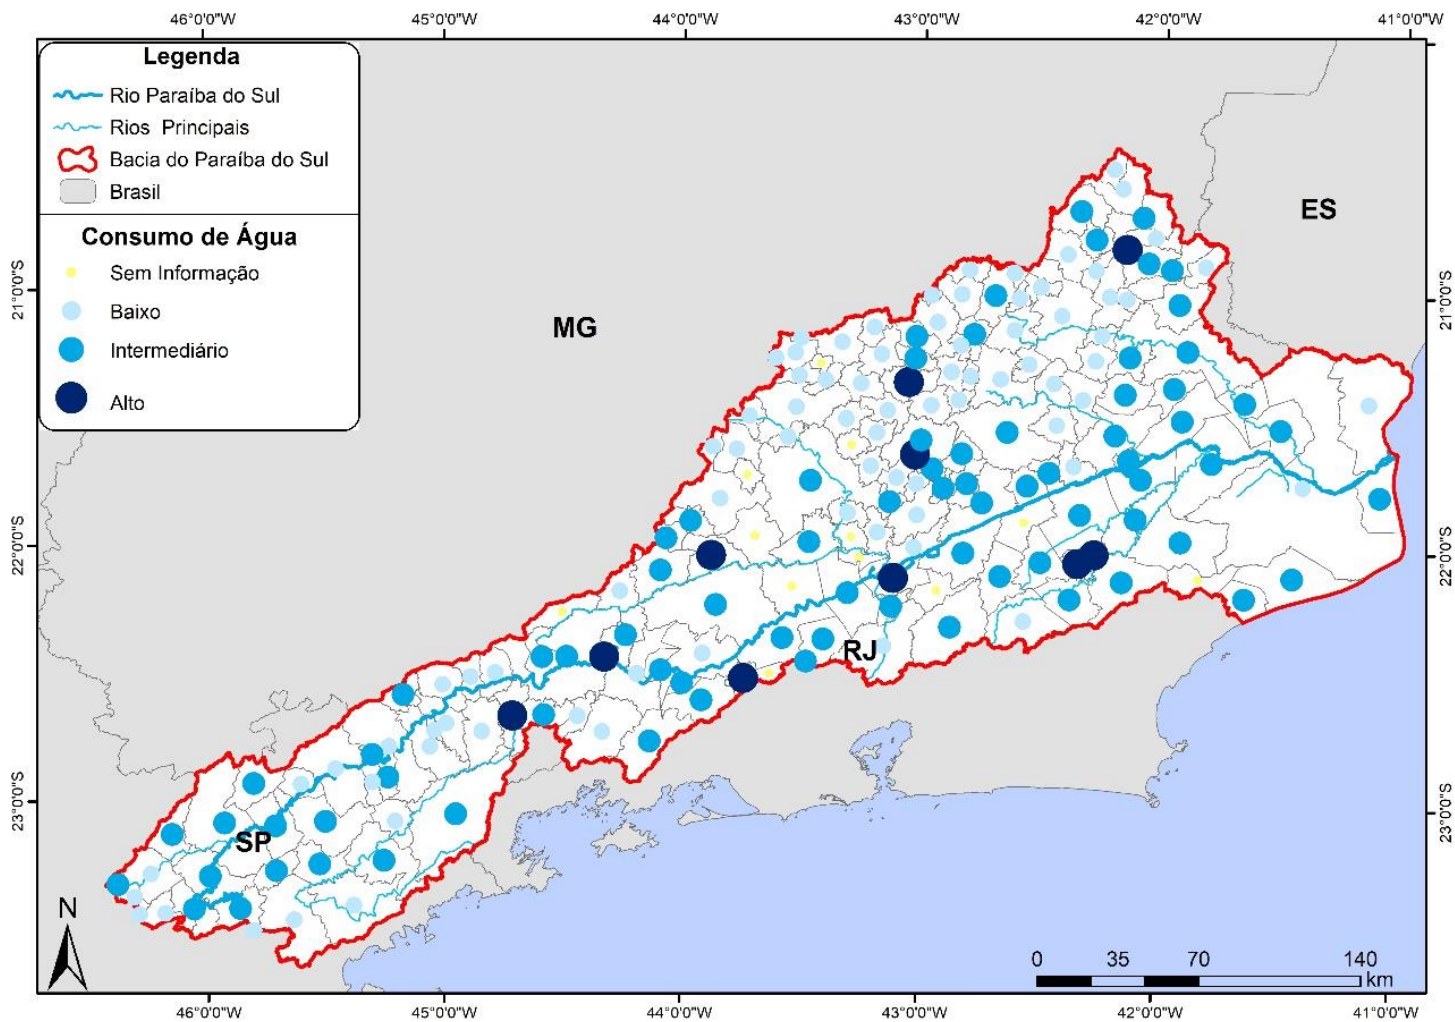 46°0'0"W 45°0'0"W 44°0'0"W 43°0'0"W 42°0'0"W 41°0'0"W
Legenda
Rio Paraíba do Sul
Rios Principais
Bacia do Paraíba do Sul
Brasil
Consumo de Água
Sem Informação
Baixo
Intermediário
Alto
ES
MG
RJ
SP
21°0'0"S
21°0'0"S
22°0'0"S
22°0'0"S
23°0'0"S
23°0'0"S
N
0 35 70 140
km
46°0'0"W 45°0'0"W 44°0'0"W 43°0'0"W 42°0'0"W 41°0'0"W